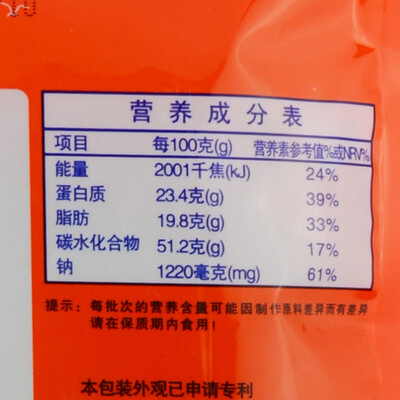 营养成分表
项目 每100克(g) 营养素参考值%或NRV%
能量 2001千焦(kJ) 24%
蛋白质 23.4克(g) 39%
脂肪 19.8克(g) 33%
碳水化合物 51.2克(g) 17%
钠 1220毫克(mg) 61%
提示：每批次的营养含量可能因制作原料差异而有差异
请在保质期内食用！
本包装外观已申请专利